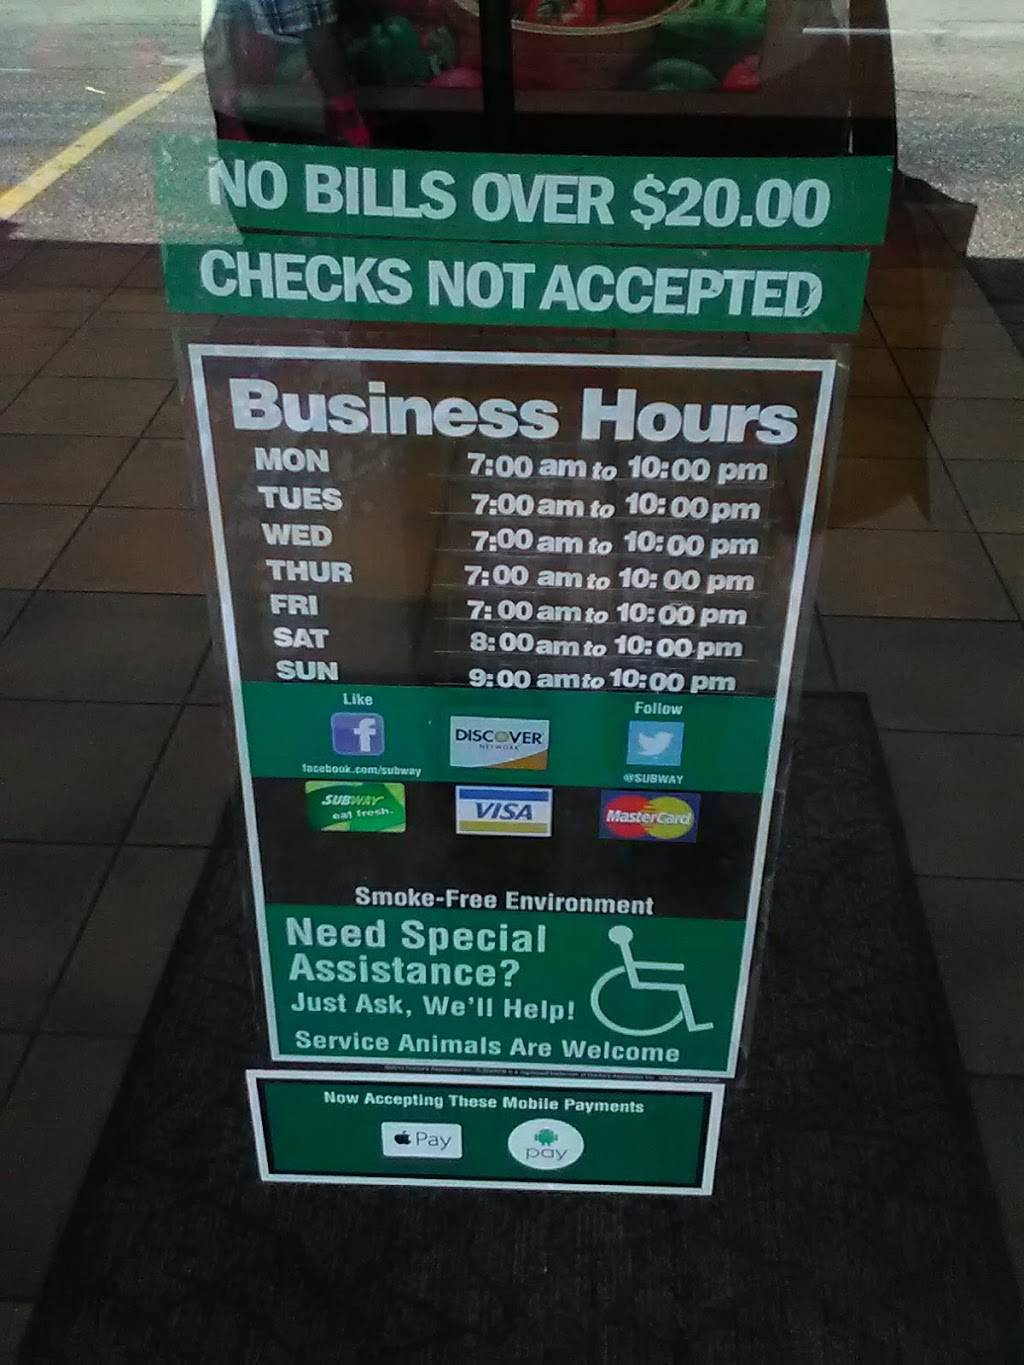 NO BILLS OVER $20.00
CHECKS NOT ACCEPTED
Business Hours
MON 7:00 am to 10:00 pm
TUES 7:00 am to 10:00 pm
WED 7:00 am to 10:00 pm
THUR 7:00 am to 10:00 pm
FRI 7:00 am to 10:00 pm
SAT 8:00 am to 10:00 pm
SUN 9:00 am to 10:00 pm
Like
Follow
f
DISCOVER
NETWORK
facebook.com/subway
@SUBWAY
SUBWAY
eat fresh.
VISA
MasterCard
Smoke-Free Environment
Need Special
Assistance?
Just Ask, We'll Help!
Service Animals Are Welcome
Now Accepting These Mobile Payments
Pay
pay